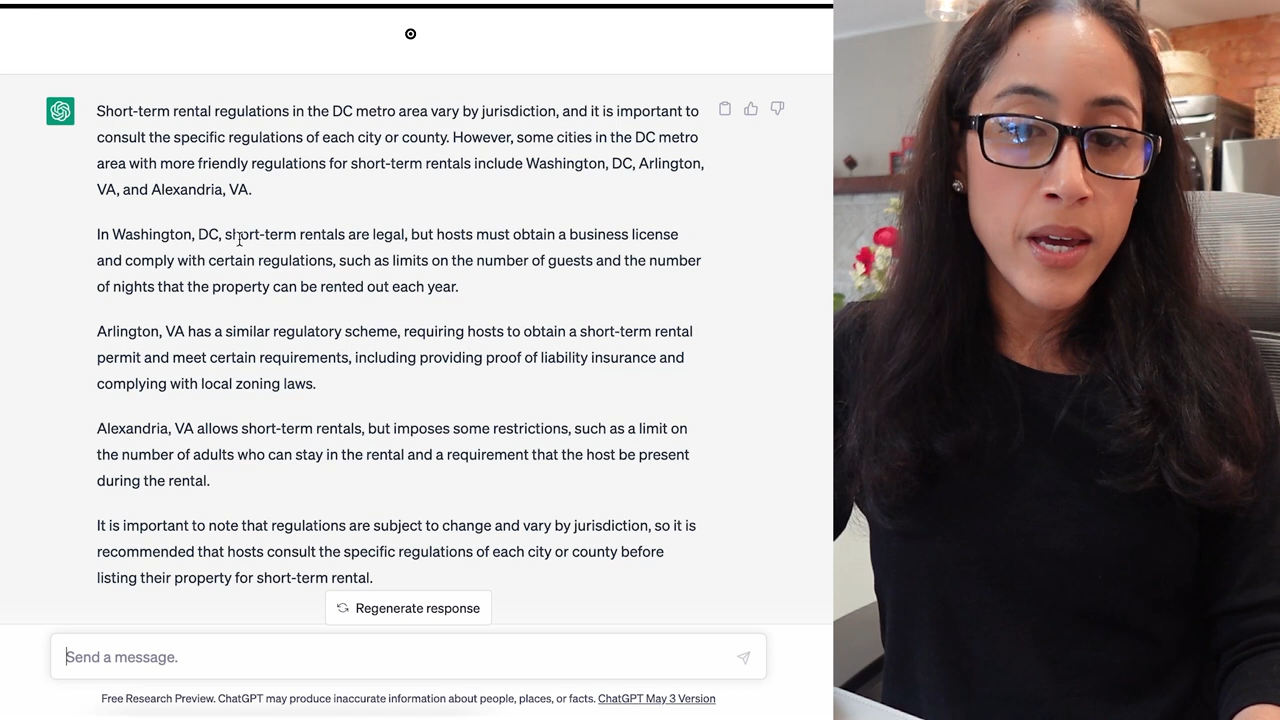 Short-term rental regulations in the DC metro area vary by jurisdiction, and it is important to
consult the specific regulations of each city or county. However, some cities in the DC metro
area with more friendly regulations for short-term rentals include Washington, DC, Arlington,
VA, and Alexandria, VA.
In Washington, DC, short-term rentals are legal, but hosts must obtain a business license
and comply with certain regulations, such as limits on the number of guests and the number
of nights that the property can be rented out each year.
Arlington, VA has a similar regulatory scheme, requiring hosts to obtain a short-term rental
permit and meet certain requirements, including providing proof of liability insurance and
complying with local zoning laws.
Alexandria, VA allows short-term rentals, but imposes some restrictions, such as a limit on
the number of adults who can stay in the rental and a requirement that the host be present
during the rental.
It is important to note that regulations are subject to change and vary by jurisdiction, so it is
recommended that hosts consult the specific regulations of each city or county before
listing their property for short-term rental.
Regenerate response
Send a message.
Free Research Preview. ChatGPT may produce inaccurate information about people, places, or facts. ChatGPT May 3 Version